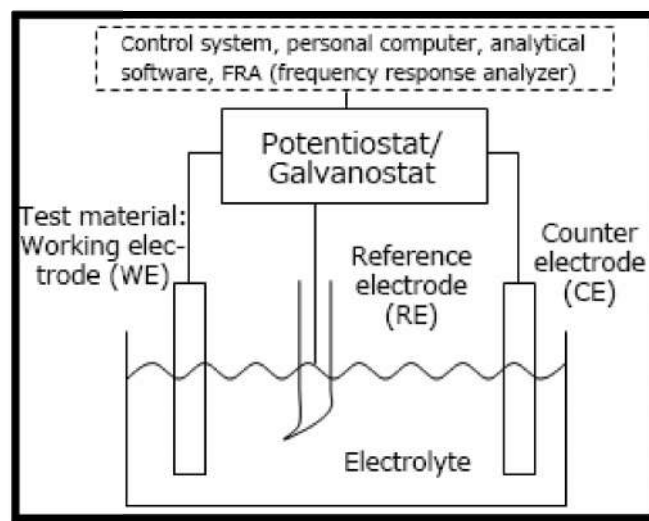 Control system, personal computer, analytical
software, FRA (frequency response analyzer)
Potentiostat/
Galvanostat
Test material:
Working elec-
trode (WE)
Reference
electrode
(RE)
Counter
electrode
(CE)
Electrolyte